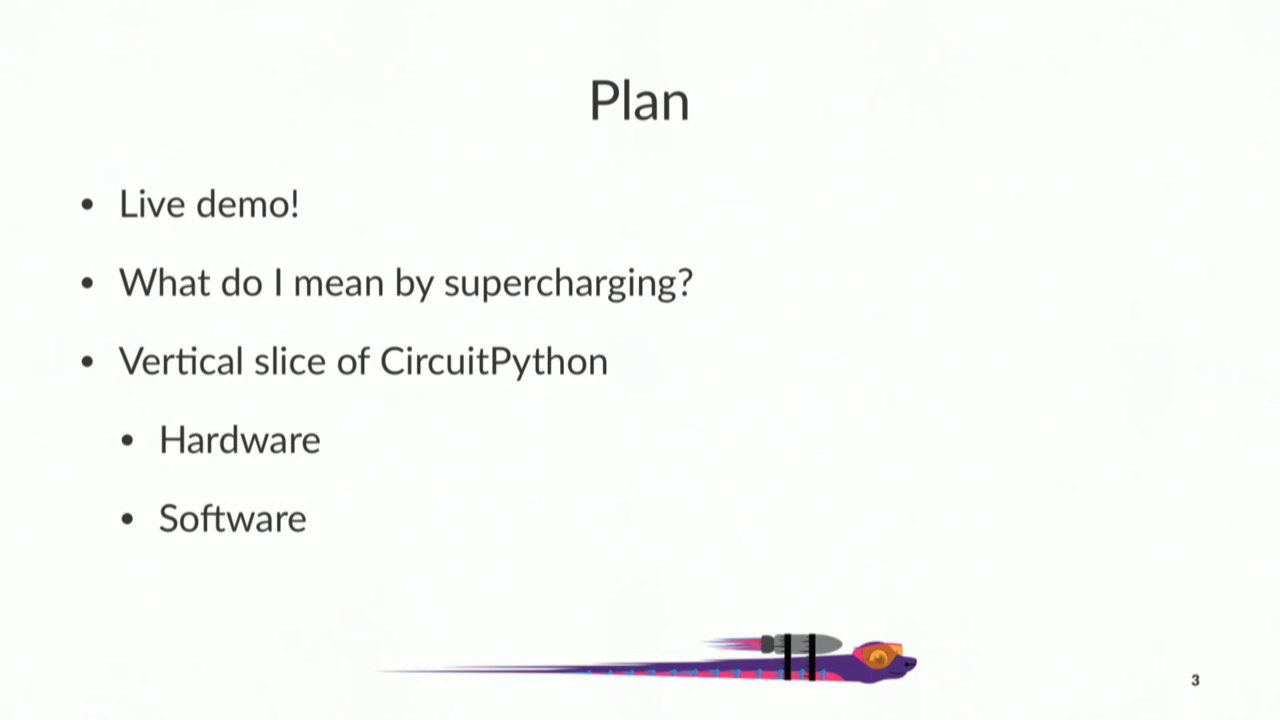 Plan
• Live demo!
• What do I mean by supercharging?
• Vertical slice of CircuitPython
• Hardware
• Software
3